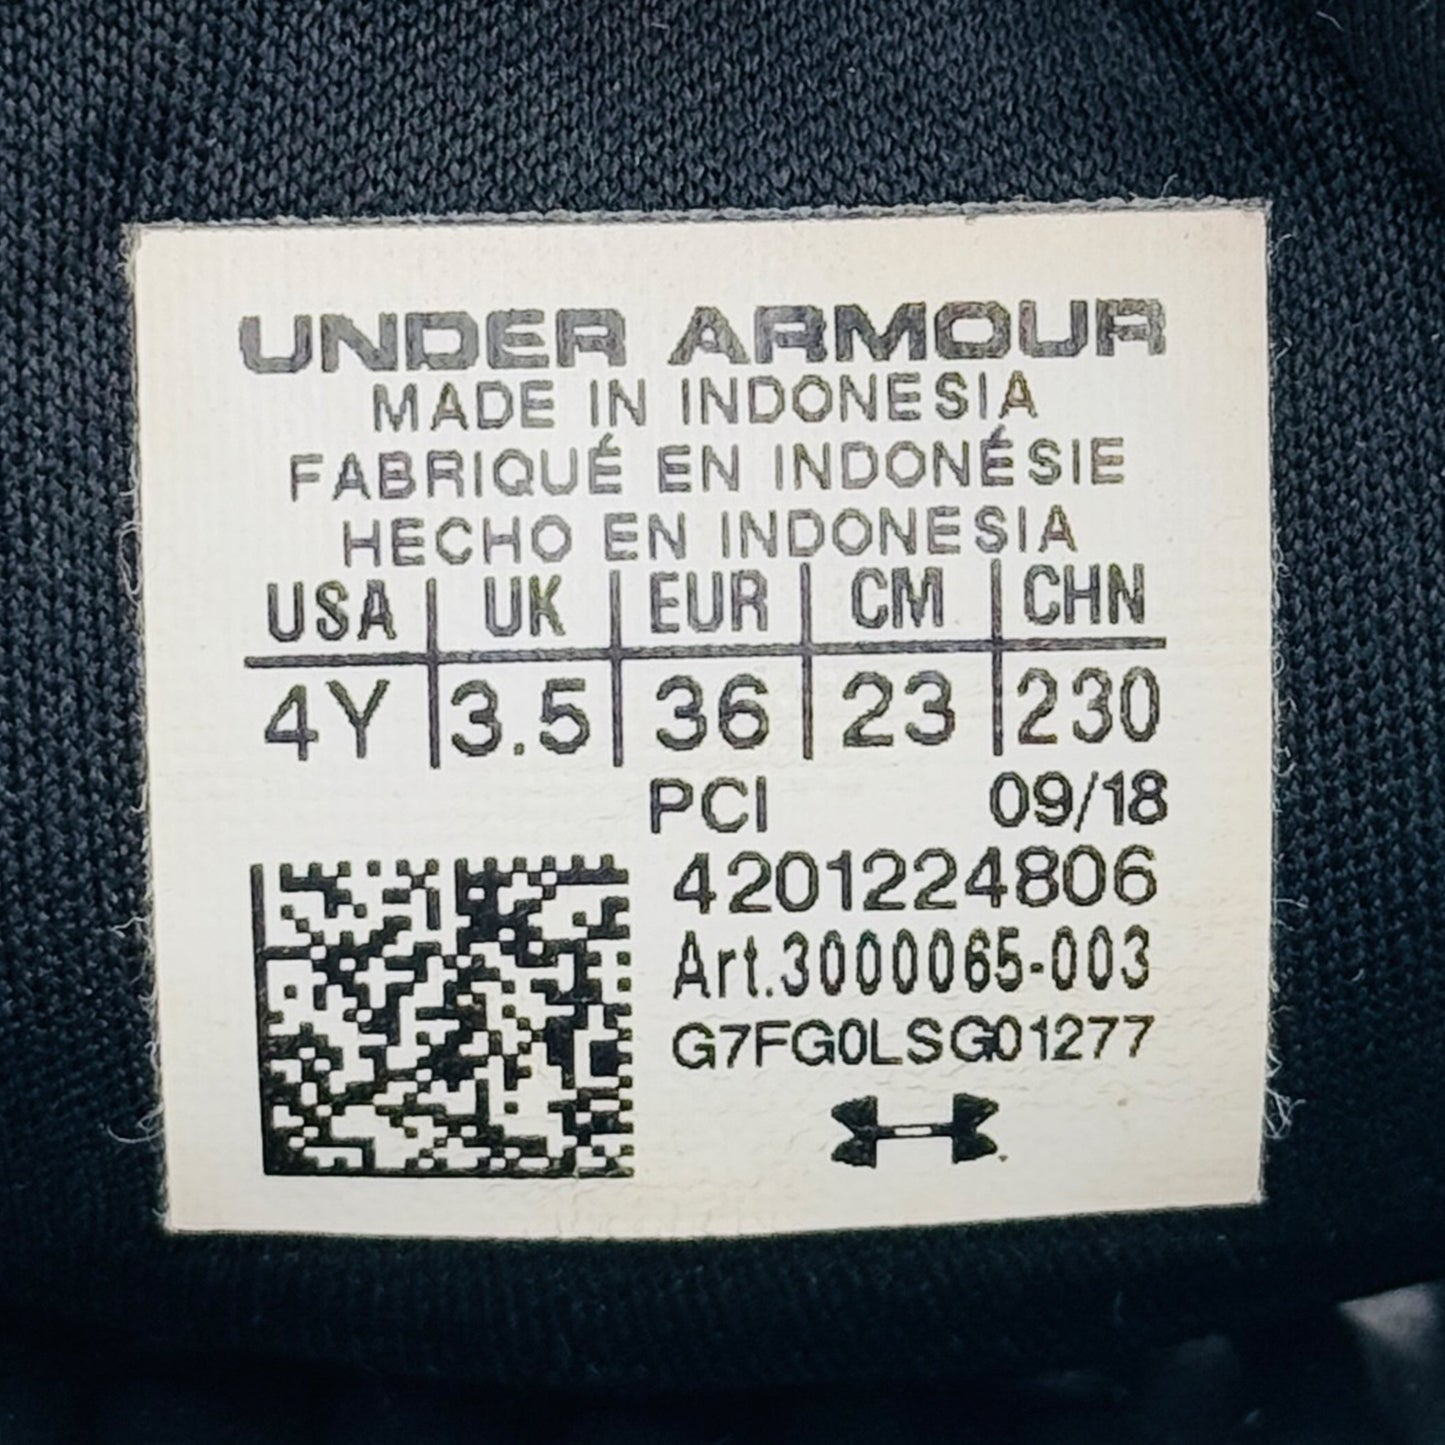 UNDER ARMOUR
MADE IN INDONESIA
FABRIQUÉ EN INDONÉSIE
HECHO EN INDONESIA
USA UK EUR CM CHN
4Y 3.5 36 23 230
PCI 09/18
4201224806
Art.3000065-003
G7FG0LSG01277